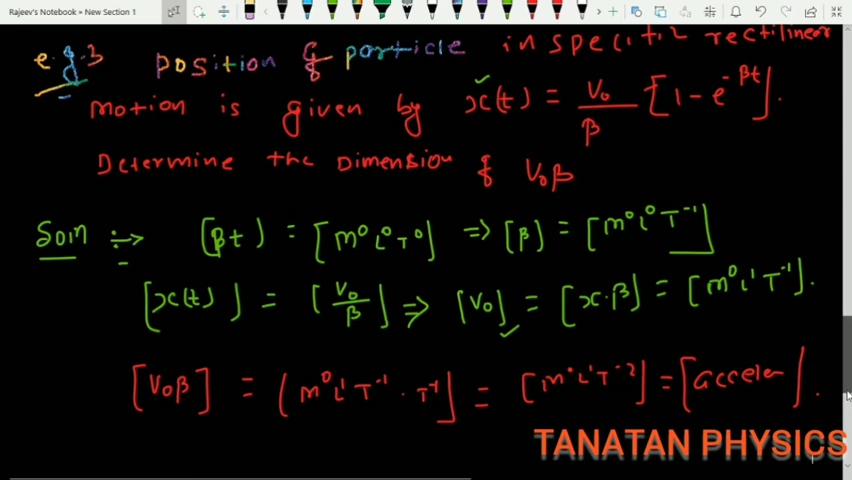 Rajeev's Notebook » New Section 1
e.g.3 position of particle in specific rectilinear
motion is given by x(t) = V₀/β [1 - e^-βt].
Determine the Dimension of V₀β
Soln ÷→ [βt] = [M⁰L⁰T⁰] => [β] = [M⁰L⁰T⁻¹]
[x(t)] = [V₀/β] => [V₀] = [x·β] = [M⁰L¹T⁻¹].
[V₀β] = [M⁰L¹T⁻¹·T⁻¹] = [M⁰L¹T⁻²] = [acceler].
TANATAN PHYSICS